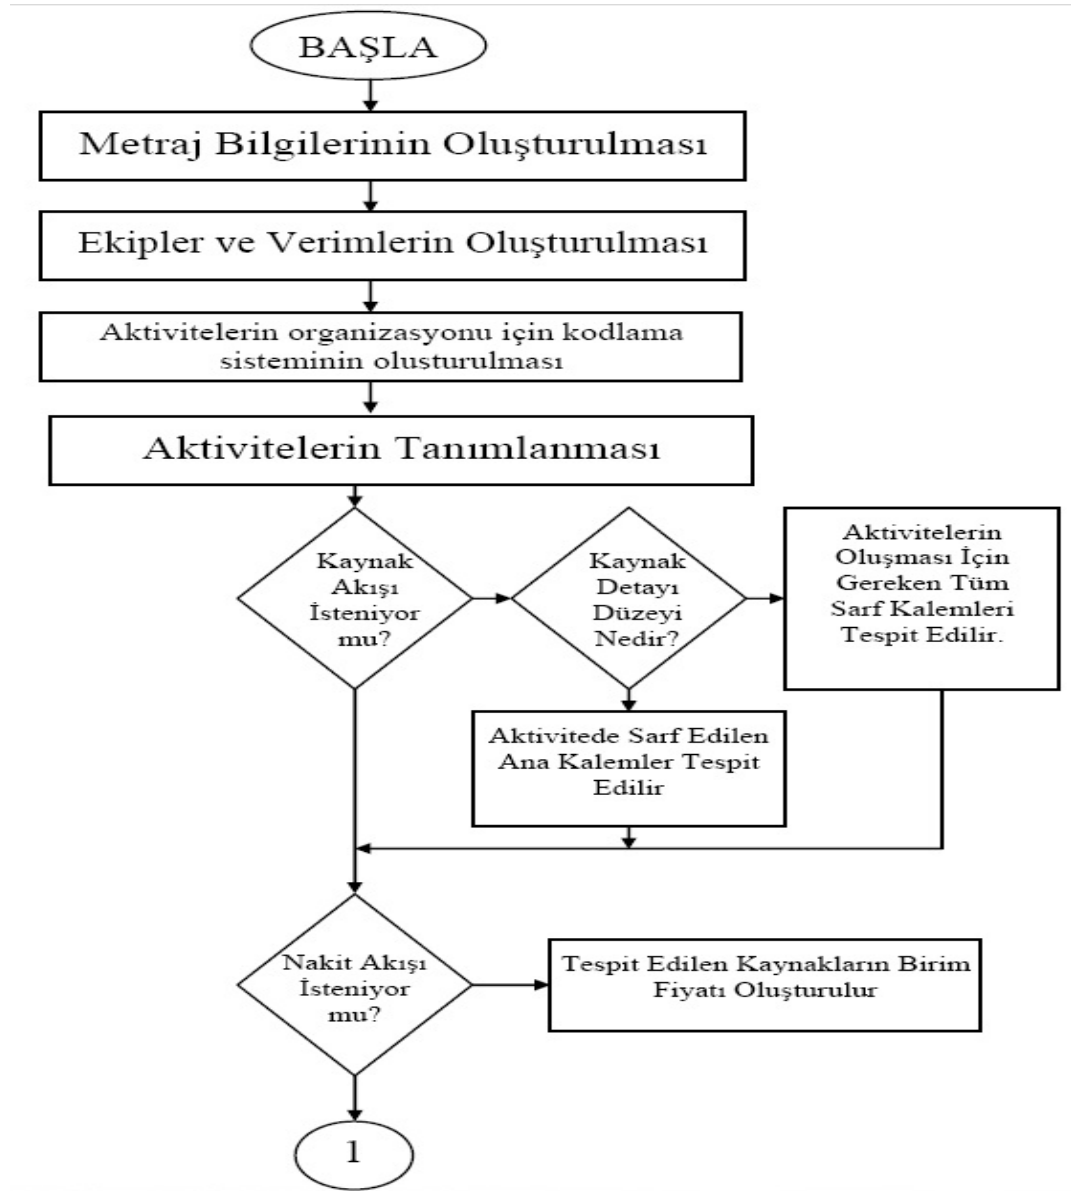 BAŞLA
Metraj Bilgilerinin Oluşturulması
Ekipler ve Verimlerin Oluşturulması
Aktivitelerin organizasyonu için kodlama
sisteminin olusturulması
Aktivitelerin Tanımlanması
Kaynak
Akışı
İsteniyor
mu?
Kaynak
Detayı
Düzeyi
Nedir?
Aktivitelerin
Oluşması İçin
Gereken Tüm
Sarf Kalemleri
Tespit Edilir.
Aktivitede Sarf Edilen
Ana Kalemler Tespit
Edilir
Nakit Akışı
İsteniyor
mu?
Tespit Edilen Kaynakların Birim
Fiyatı Oluşturulur
1